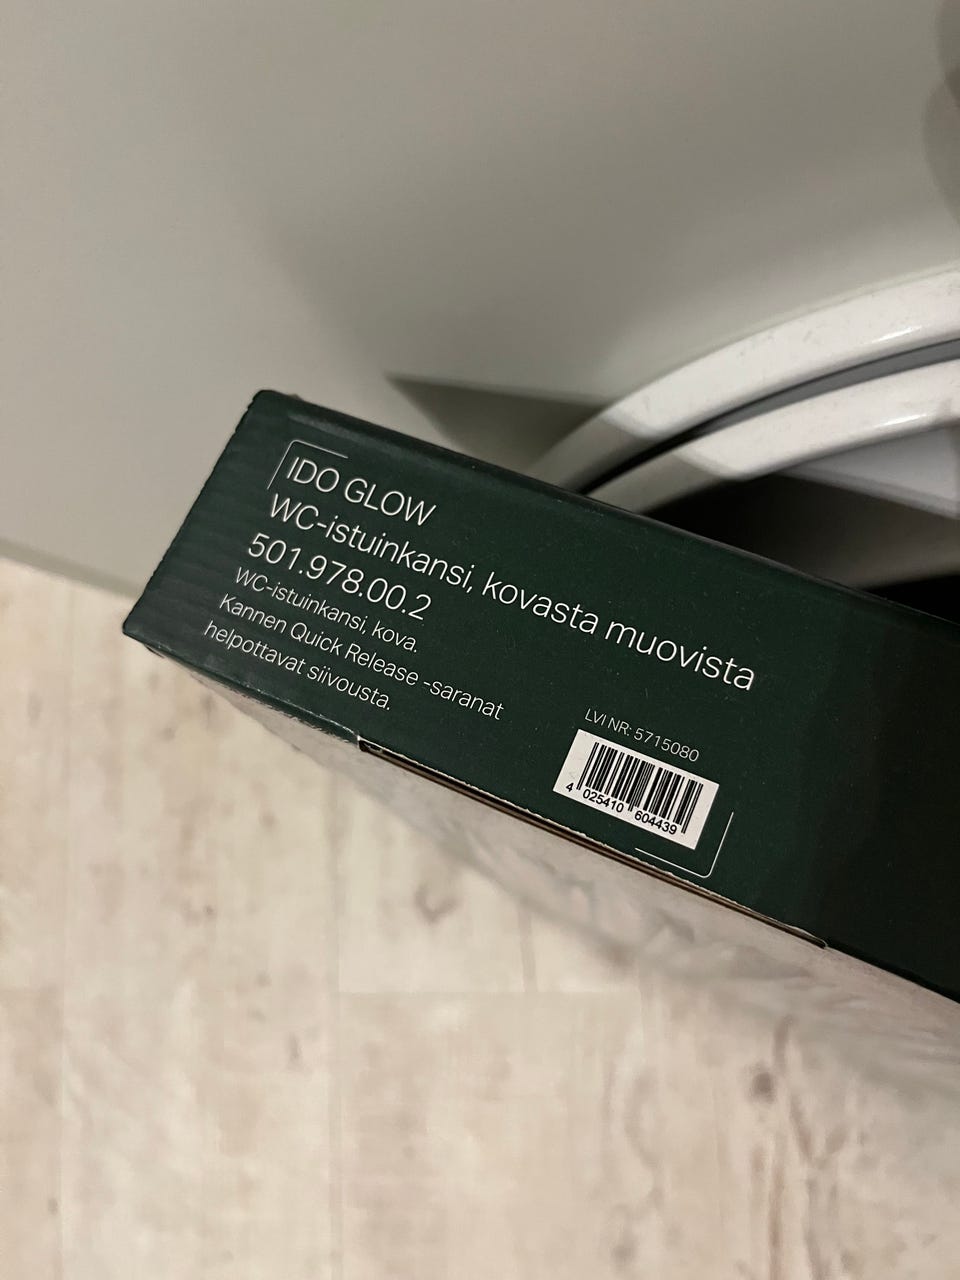 IDO GLOW
WC-istuinkansi, kovasta muovista
501.978.00.2
WC-istuinkansi, kova.
Kannen Quick Release -saranat
helpottavat siivousta.
LVI NR: 5715080
4 025410 604439